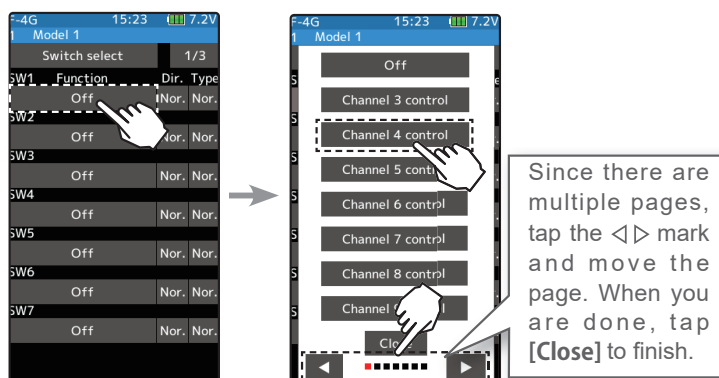 F-4G 15:23 7.2V
1 Model 1
Switch select 1/3
SW1 Function Dir. Type
Off Nor. Nor.
SW2
Off Nor. Nor.
SW3
Off Nor. Nor.
SW4
Off Nor. Nor.
SW5
Off Nor. Nor.
SW6
Off Nor. Nor.
SW7
Off Nor. Nor.
F-4G 15:23 7.2V
1 Model 1
Off
Channel 3 control
Channel 4 control
Channel 5
Channel 6 control
Channel 7 control
Channel 8 control
Channel
Since there are
multiple pages,
tap the ◁ ▷ mark
and move the
page. When you
are done, tap
[Close] to finish.